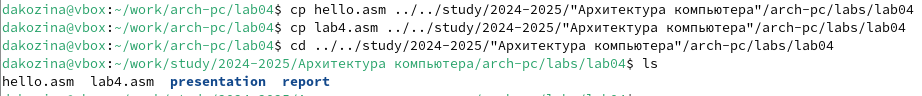 dakozina@vbox:~/work/arch-pc/lab04$ cp hello.asm ../../study/2024-2025/"Архитектура компьютера"/arch-pc/labs/lab04
dakozina@vbox:~/work/arch-pc/lab04$ cp lab4.asm ../../study/2024-2025/"Архитектура компьютера"/arch-pc/labs/lab04
dakozina@vbox:~/work/arch-pc/lab04$ cd ../../study/2024-2025/"Архитектура компьютера"/arch-pc/labs/lab04
dakozina@vbox:~/work/study/2024-2025/Архитектура компьютера/arch-pc/labs/lab04$ ls
hello.asm  lab4.asm  presentation  report